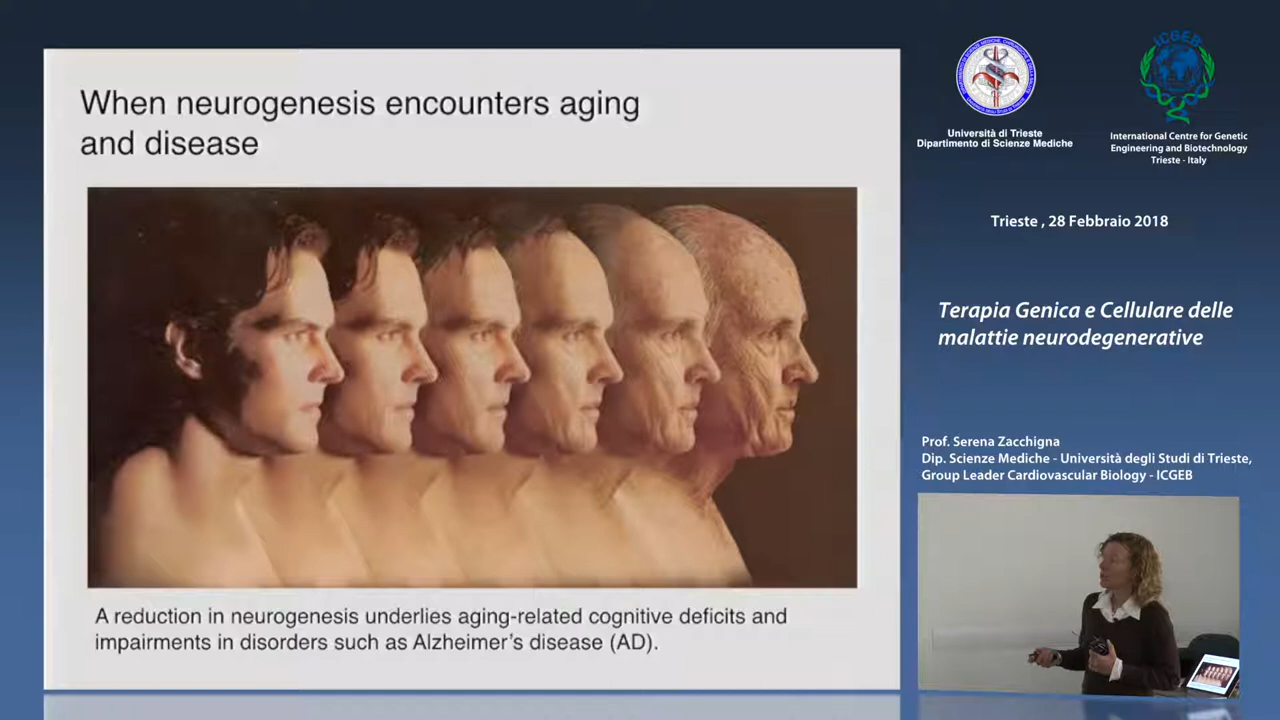 When neurogenesis encounters aging
and disease
A reduction in neurogenesis underlies aging-related cognitive deficits and
impairments in disorders such as Alzheimer's disease (AD).
Università di Trieste
Dipartimento di Scienze Mediche
ICGEB
International Centre for Genetic
Engineering and Biotechnology
Trieste - Italy
Trieste , 28 Febbraio 2018
Terapia Genica e Cellulare delle
malattie neurodegenerative
Prof. Serena Zacchigna
Dip. Scienze Mediche - Università degli Studi di Trieste,
Group Leader Cardiovascular Biology - ICGEB